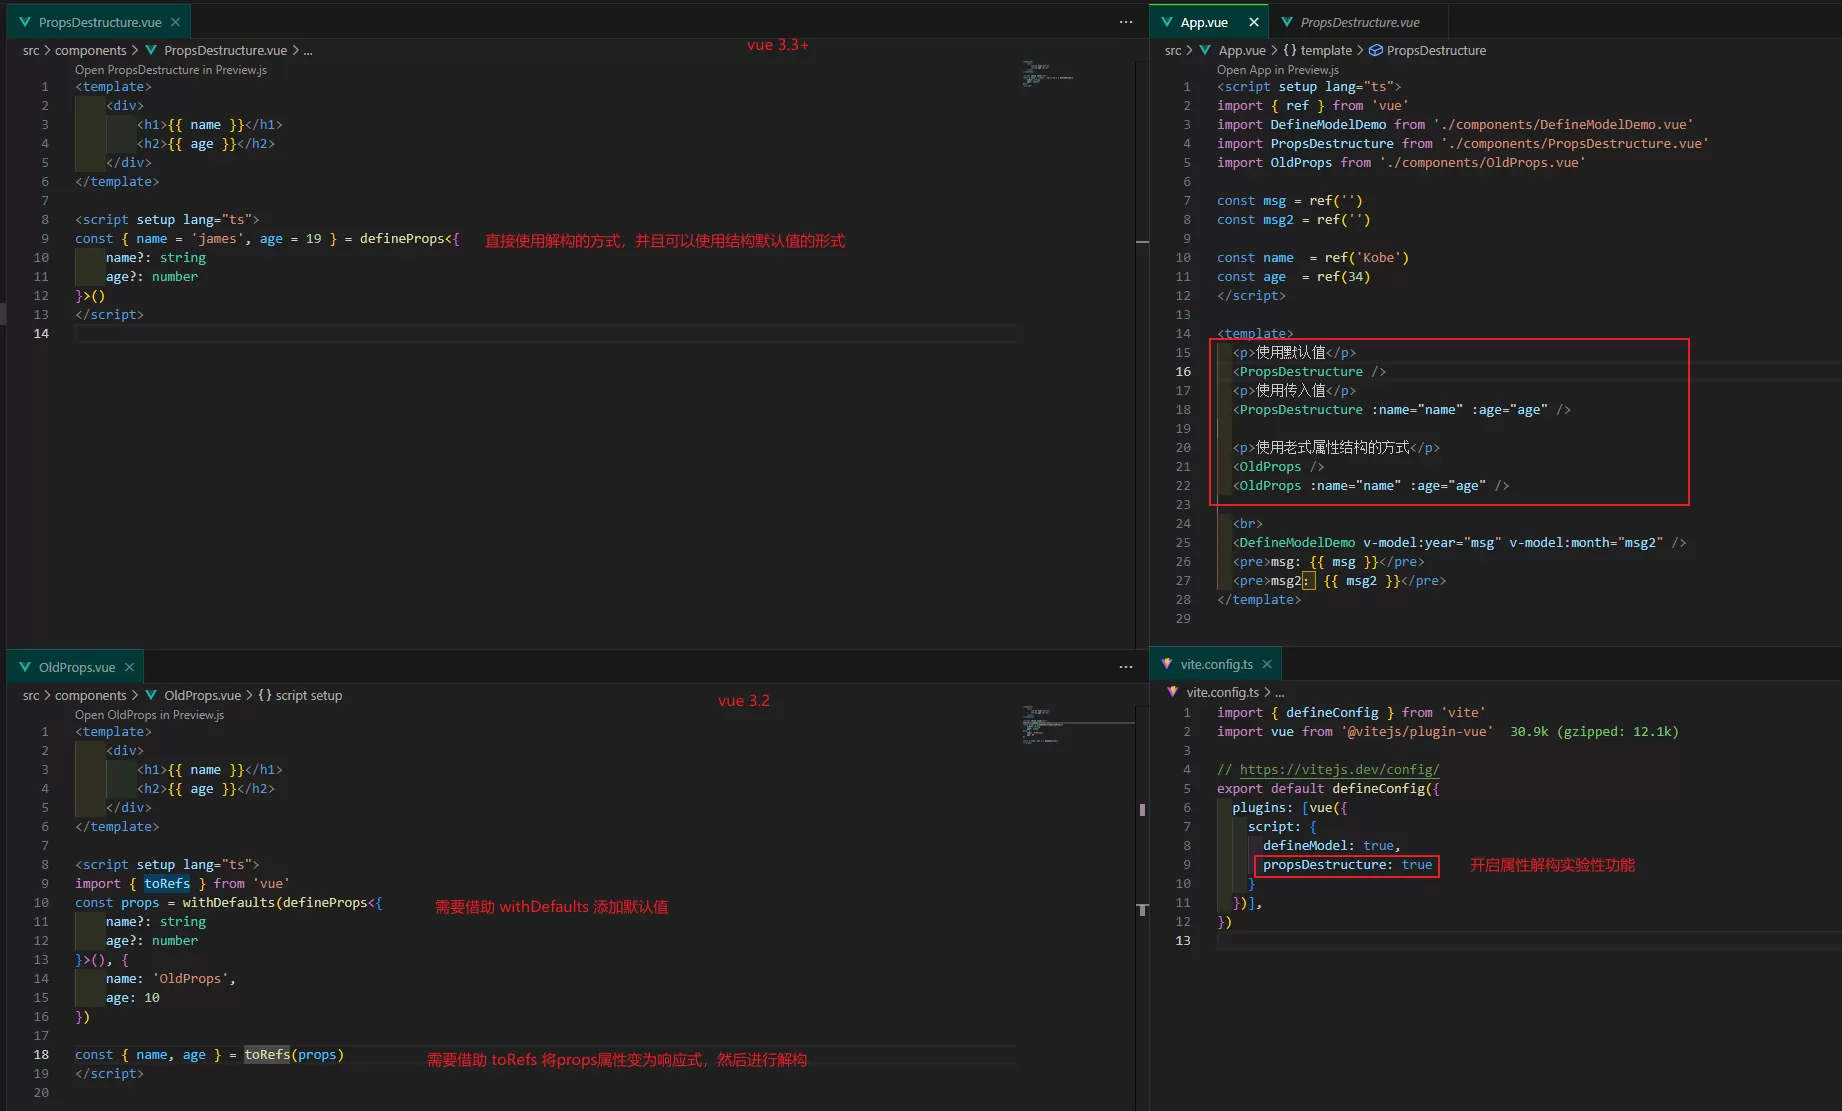 PropsDestructure.vue
src > components > PropsDestructure.vue > ...
vue 3.3+
Open PropsDestructure in Preview.js
1 <template>
2 <div>
3 <h1>{{ name }}</h1>
4 <h2>{{ age }}</h2>
5 </div>
6 </template>
7
8 <script setup lang="ts">
9 const { name = 'james', age = 19 } = defineProps<{ 直接使用解构的方式，并且可以使用结构默认值的形式
10 name?: string
11 age?: number
12 }>()
13 </script>
14
OldProps.vue
src > components > OldProps.vue > {} script setup
vue 3.2
Open OldProps in Preview.js
1 <template>
2 <div>
3 <h1>{{ name }}</h1>
4 <h2>{{ age }}</h2>
5 </div>
6 </template>
7
8 <script setup lang="ts">
9 import { toRefs } from 'vue'
10 const props = withDefaults(defineProps<{ 需要借助 withDefaults 添加默认值
11 name?: string
12 age?: number
13 }>(), {
14 name: 'OldProps',
15 age: 10
16 })
17
18 const { name, age } = toRefs(props) 需要借助 toRefs 将props属性变为响应式，然后进行解构
19 </script>
20
App.vue PropsDestructure.vue
src > App.vue > {} template > PropsDestructure
Open App in Preview.js
1 <script setup lang="ts">
2 import { ref } from 'vue'
3 import DefineModelDemo from './components/DefineModelDemo.vue'
4 import PropsDestructure from './components/PropsDestructure.vue'
5 import OldProps from './components/OldProps.vue'
6
7 const msg = ref('')
8 const msg2 = ref('')
9
10 const name  = ref('Kobe')
11 const age  = ref(34)
12 </script>
13
14 <template>
15 <p>使用默认值</p>
16 <PropsDestructure />
17 <p>使用传入值</p>
18 <PropsDestructure :name="name" :age="age" />
19
20 <p>使用老式属性结构的方式</p>
21 <OldProps />
22 <OldProps :name="name" :age="age" />
23
24 <br>
25 <DefineModelDemo v-model:year="msg" v-model:month="msg2" />
26 <pre>msg: {{ msg }}</pre>
27 <pre>msg2： {{ msg2 }}</pre>
28 </template>
29
vite.config.ts
vite.config.ts > ...
1 import { defineConfig } from 'vite'
2 import vue from '@vitejs/plugin-vue' 30.9k (gzipped: 12.1k)
3
4 // https://vitejs.dev/config/
5 export default defineConfig({
6 plugins: [vue({
7 script: {
8 defineModel: true,
9 propsDestructure: true 开启属性解构实验性功能
10 }
11 })],
12 })
13